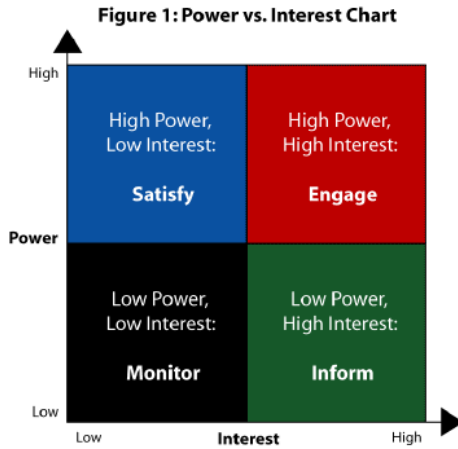 Figure 1: Power vs. Interest Chart
High
High Power,
Low Interest:
Satisfy
High Power,
High Interest:
Engage
Power
Low Power,
Low Interest:
Monitor
Low Power,
High Interest:
Inform
Low
Low
Interest
High